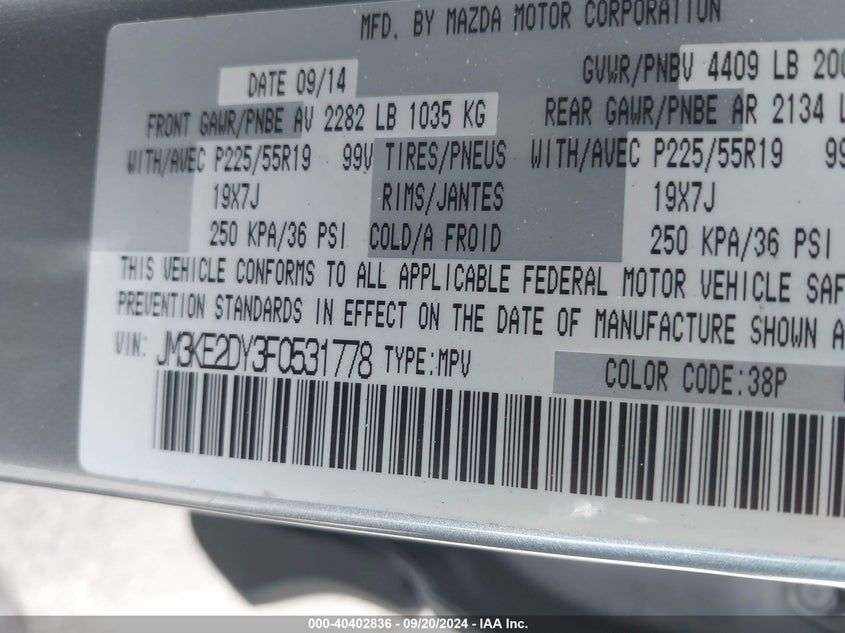 MFD. BY MAZDA MOTOR CORPORATION
DATE 09/14 GVWR/PNBV 4409 LB 200
FRONT GAWR/PNBE AV 2282 LB 1035 KG REAR GAWR/PNBE AR 2134 L
WITH/AVEC P225/55R19 99V TIRES/PNEUS WITH/AVEC P225/55R19 99
19X7J RIMS/JANTES 19X7J
250 KPA/36 PSI COLD/A FROID 250 KPA/36 PSI
THIS VEHICLE CONFORMS TO ALL APPLICABLE FEDERAL MOTOR VEHICLE SAF
PREVENTION STANDARDS IN EFFECT ON THE DATE OF MANUFACTURE SHOWN A
VIN: JM3KE2DY3F0531778 TYPE:MPV COLOR CODE:38P
000-40402836 - 09/20/2024 - IAA Inc.